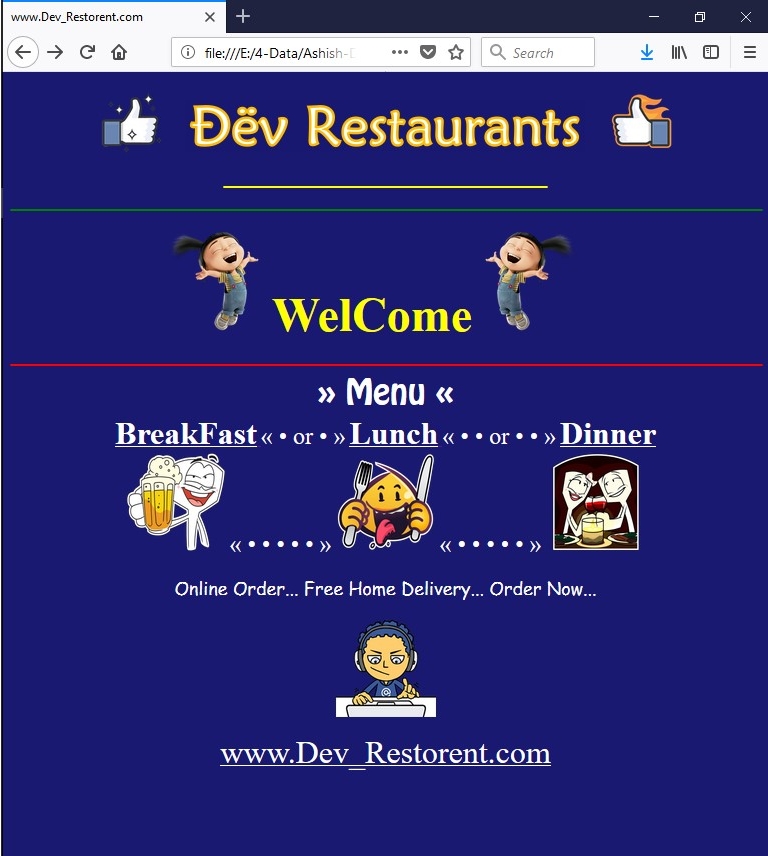 www.Dev_Restorent.com
file:///E:/4-Data/Ashish-D
Search
Ðëv Restaurants
WelCome
» Menu «
BreakFast « • or • » Lunch « • • or • • » Dinner
« • • • • • » « • • • • • »
Online Order... Free Home Delivery... Order Now...
www.Dev_Restorent.com